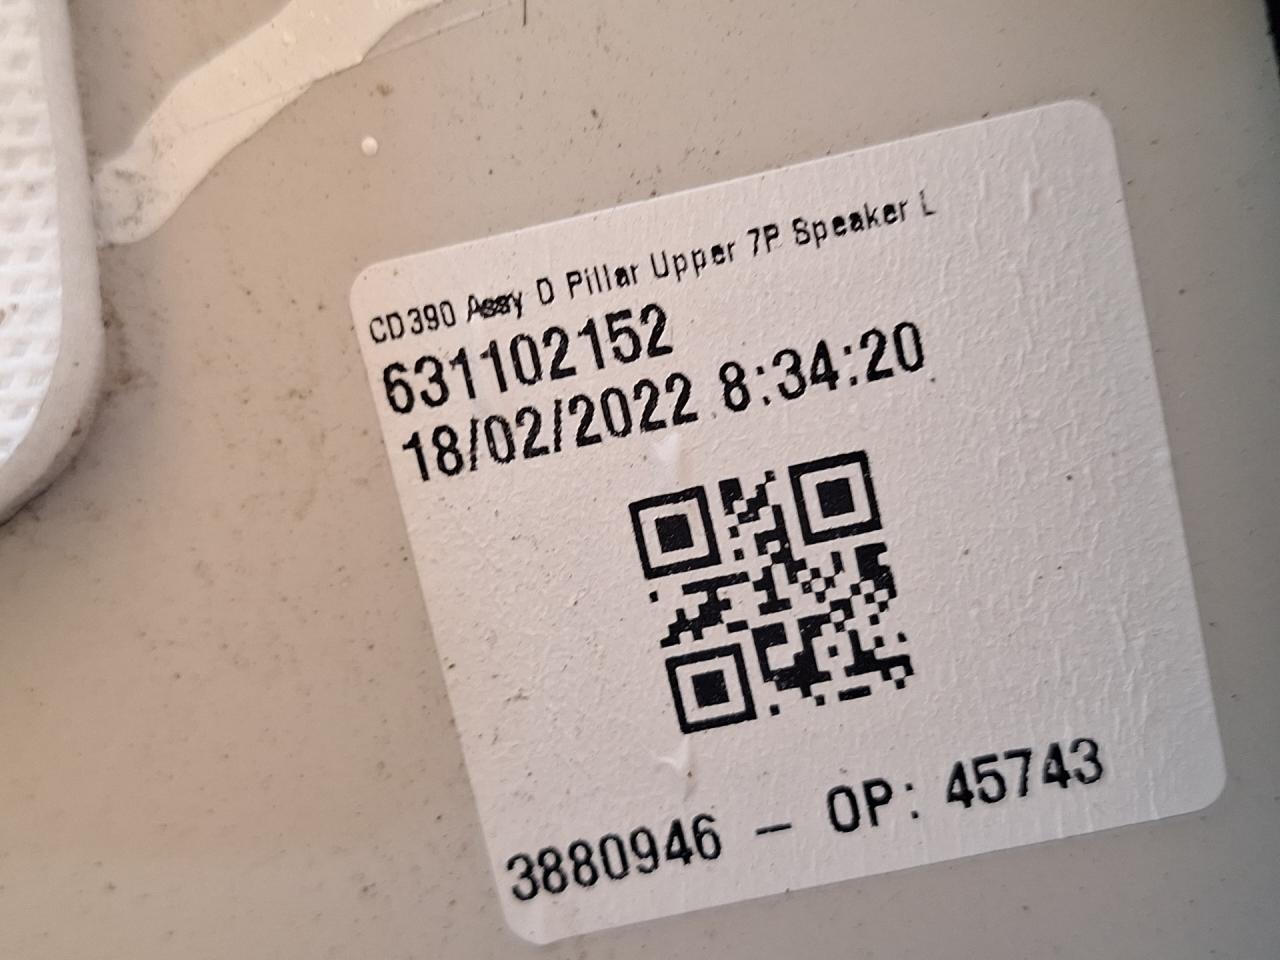 CD390 Assy D Pillar Upper 7P Speaker L
631102152
18/02/2022 8:34:20
3880946 - OP: 45743